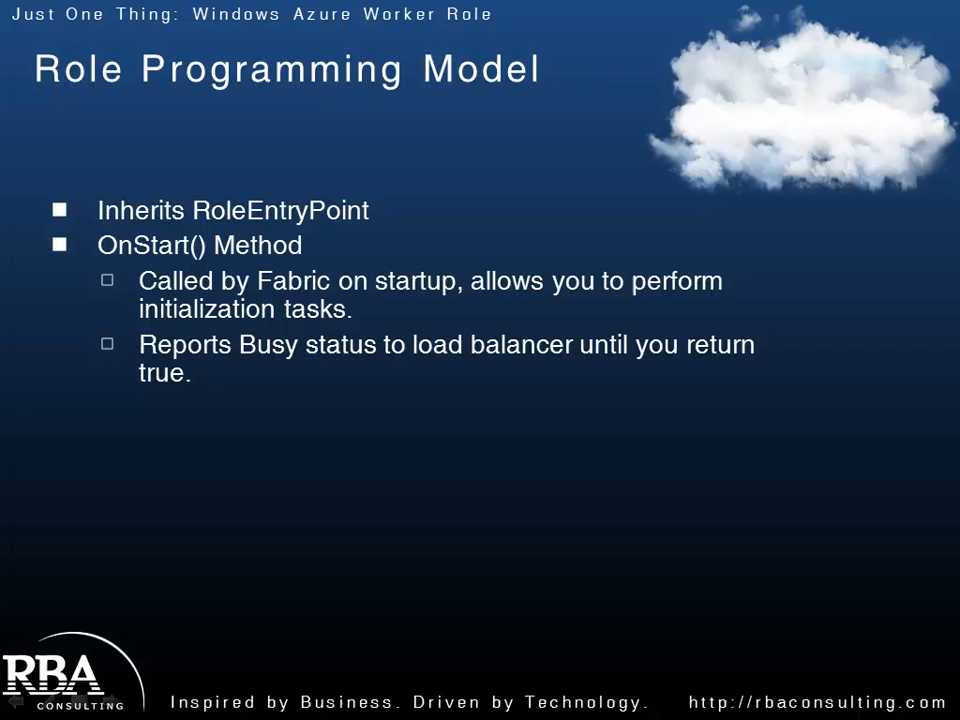 Just One Thing: Windows Azure Worker Role
Role Programming Model
Inherits RoleEntryPoint
OnStart() Method
Called by Fabric on startup, allows you to perform
initialization tasks.
Reports Busy status to load balancer until you return
true.
RBA
CONSULTING
Inspired by Business. Driven by Technology. http://rbaconsulting.com